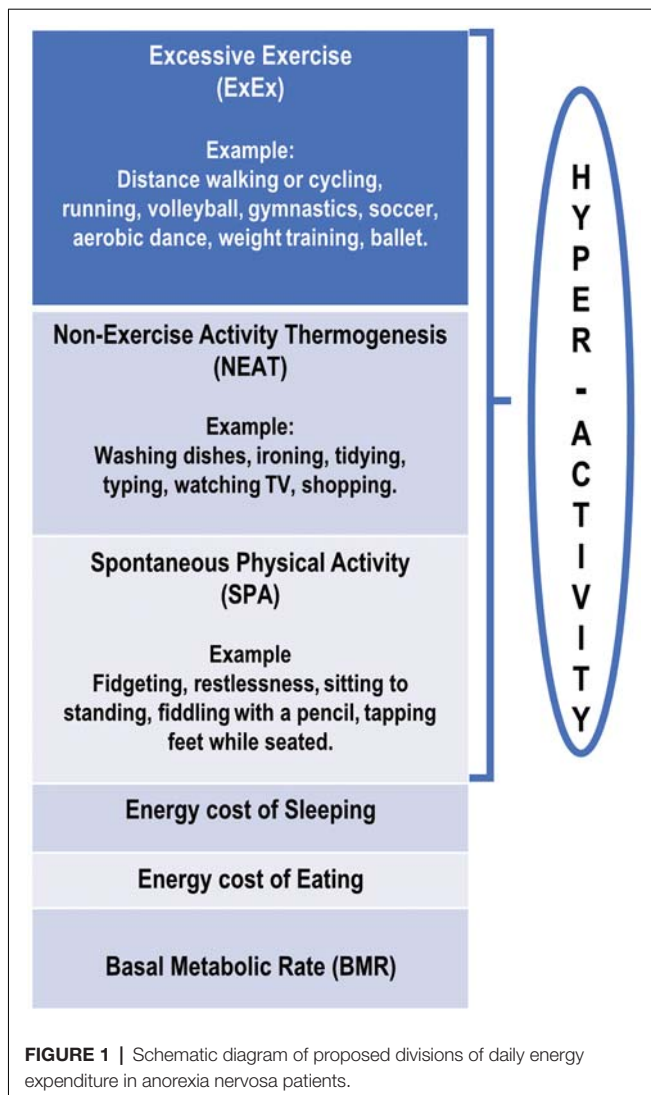 Excessive Exercise
(ExEx)
Example:
Distance walking or cycling,
running, volleyball, gymnastics, soccer,
aerobic dance, weight training, ballet.
Non-Exercise Activity Thermogenesis
(NEAT)
Example:
Washing dishes, ironing, tidying,
typing, watching TV, shopping.
Spontaneous Physical Activity
(SPA)
Example
Fidgeting, restlessness, sitting to
standing, fiddling with a pencil, tapping
feet while seated.
Energy cost of Sleeping
Energy cost of Eating
Basal Metabolic Rate (BMR)
HYPER-ACTIVITY
FIGURE 1 | Schematic diagram of proposed divisions of daily energy
expenditure in anorexia nervosa patients.